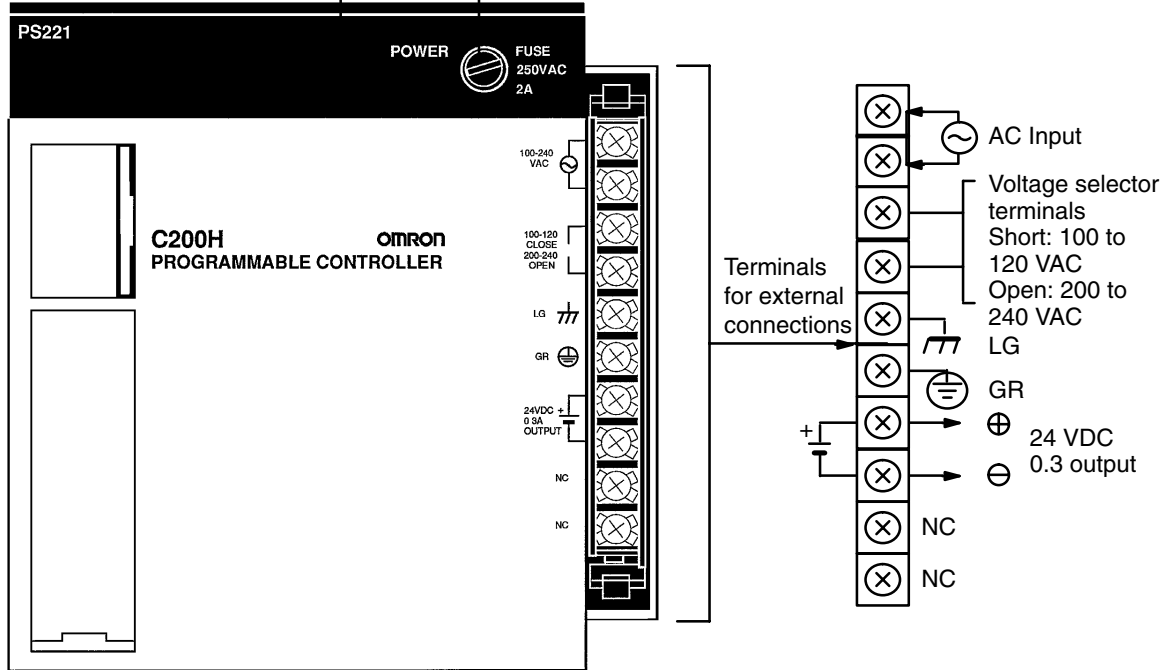 PS221
POWER
FUSE
250VAC
2A
C200H
OMRON
PROGRAMMABLE CONTROLLER
100-240
VAC
100-120
CLOSE
200-240
OPEN
LG
GR
24VDC +
0 3A
OUTPUT
NC
NC
Terminals
for external
connections
AC Input
Voltage selector
terminals
Short: 100 to
120 VAC
Open: 200 to
240 VAC
LG
GR
+
24 VDC
0.3 output
NC
NC